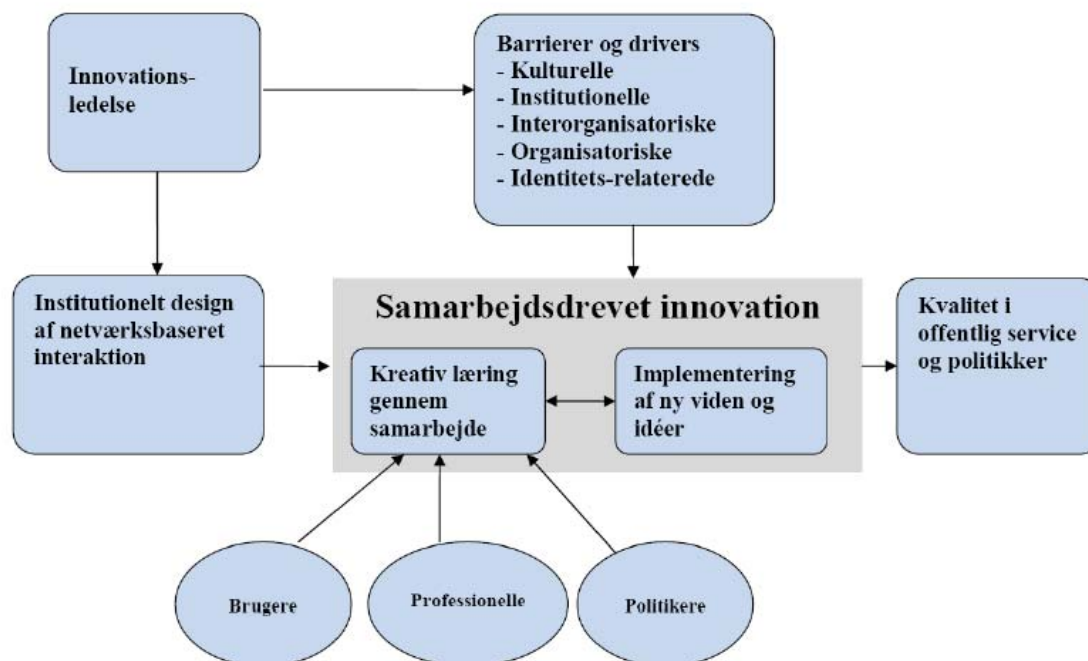 Innovations-
ledelse
Barrierer og drivers
- Kulturelle
- Institutionelle
- Interorganisatoriske
- Organisatoriske
- Identitets-relaterede
Institutionelt design
af netværksbaseret
interaktion
Samarbejdsdrevet innovation
Kreativ læring
gennem
samarbejde
Implementering
af ny viden og
idéer
Kvalitet i
offentlig service
og politikker
Brugere
Professionelle
Politikere